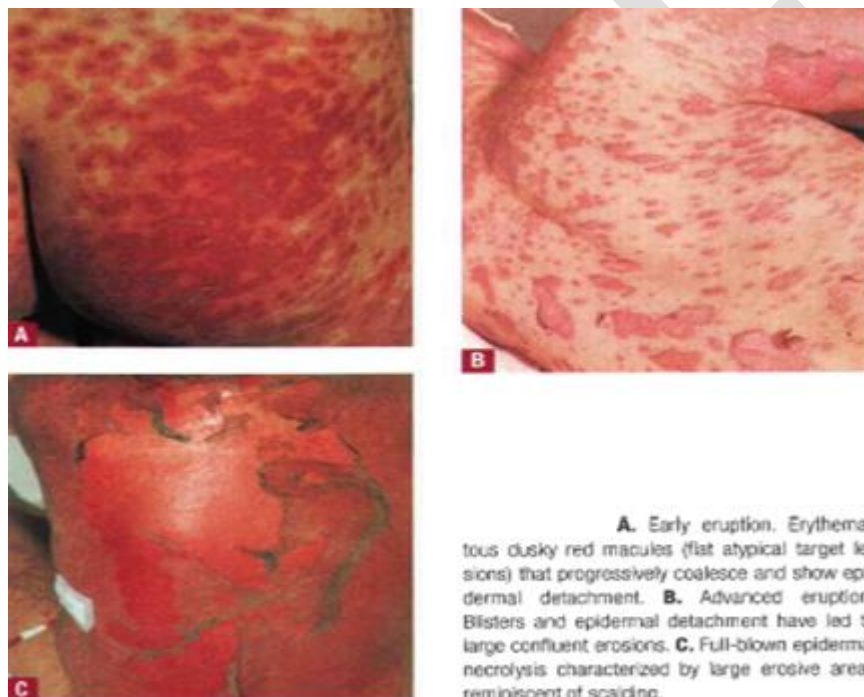 A
B
C
A. Early eruption. Erythema
tous dusky red macules (flat atypical target le
sions) that progressively coalesce and show epi
dermal detachment. B. Advanced eruption
Blisters and epidermal detachment have led t
large confluent erosions. C. Full-blown epiderma
necrolysis characterized by large erosive area
reminiscent of scalding.